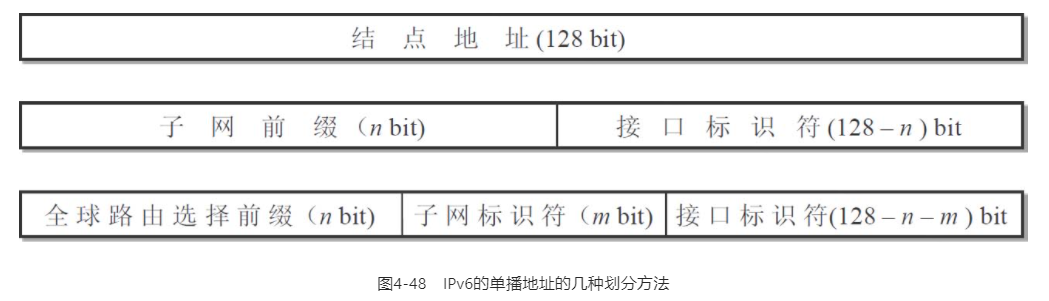 结点地址(128 bit)
子网前缀（n bit) 接口标识符(128 – n ) bit
全球路由选择前缀（n bit) 子网标识符（m bit) 接口标识符(128 – n – m ) bit
图4-48 IPv6的单播地址的几种划分方法